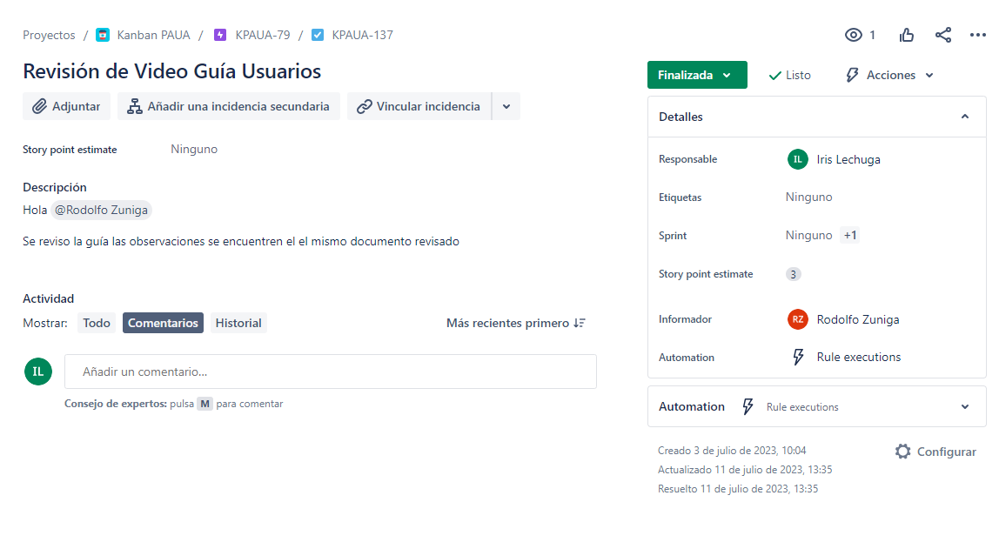 Proyectos / Kanban PAUA / KPAUA-79 / KPAUA-137
1
Revisión de Video Guía Usuarios
Adjuntar
Añadir una incidencia secundaria
Vincular incidencia
Story point estimate Ninguno
Descripción
Hola @Rodolfo Zuniga
Se reviso la guía las observaciones se encuentren el el mismo documento revisado
Actividad
Mostrar: Todo Comentarios Historial Más recientes primero
IL Añadir un comentario...
Consejo de expertos: pulsa M para comentar
Finalizada Listo Acciones
Detalles
Responsable IL Iris Lechuga
Etiquetas Ninguno
Sprint Ninguno +1
Story point estimate 3
Informador RZ Rodolfo Zuniga
Automation Rule executions
Automation Rule executions
Creado 3 de julio de 2023, 10:04 Configurar
Actualizado 11 de julio de 2023, 13:35
Resuelto 11 de julio de 2023, 13:35